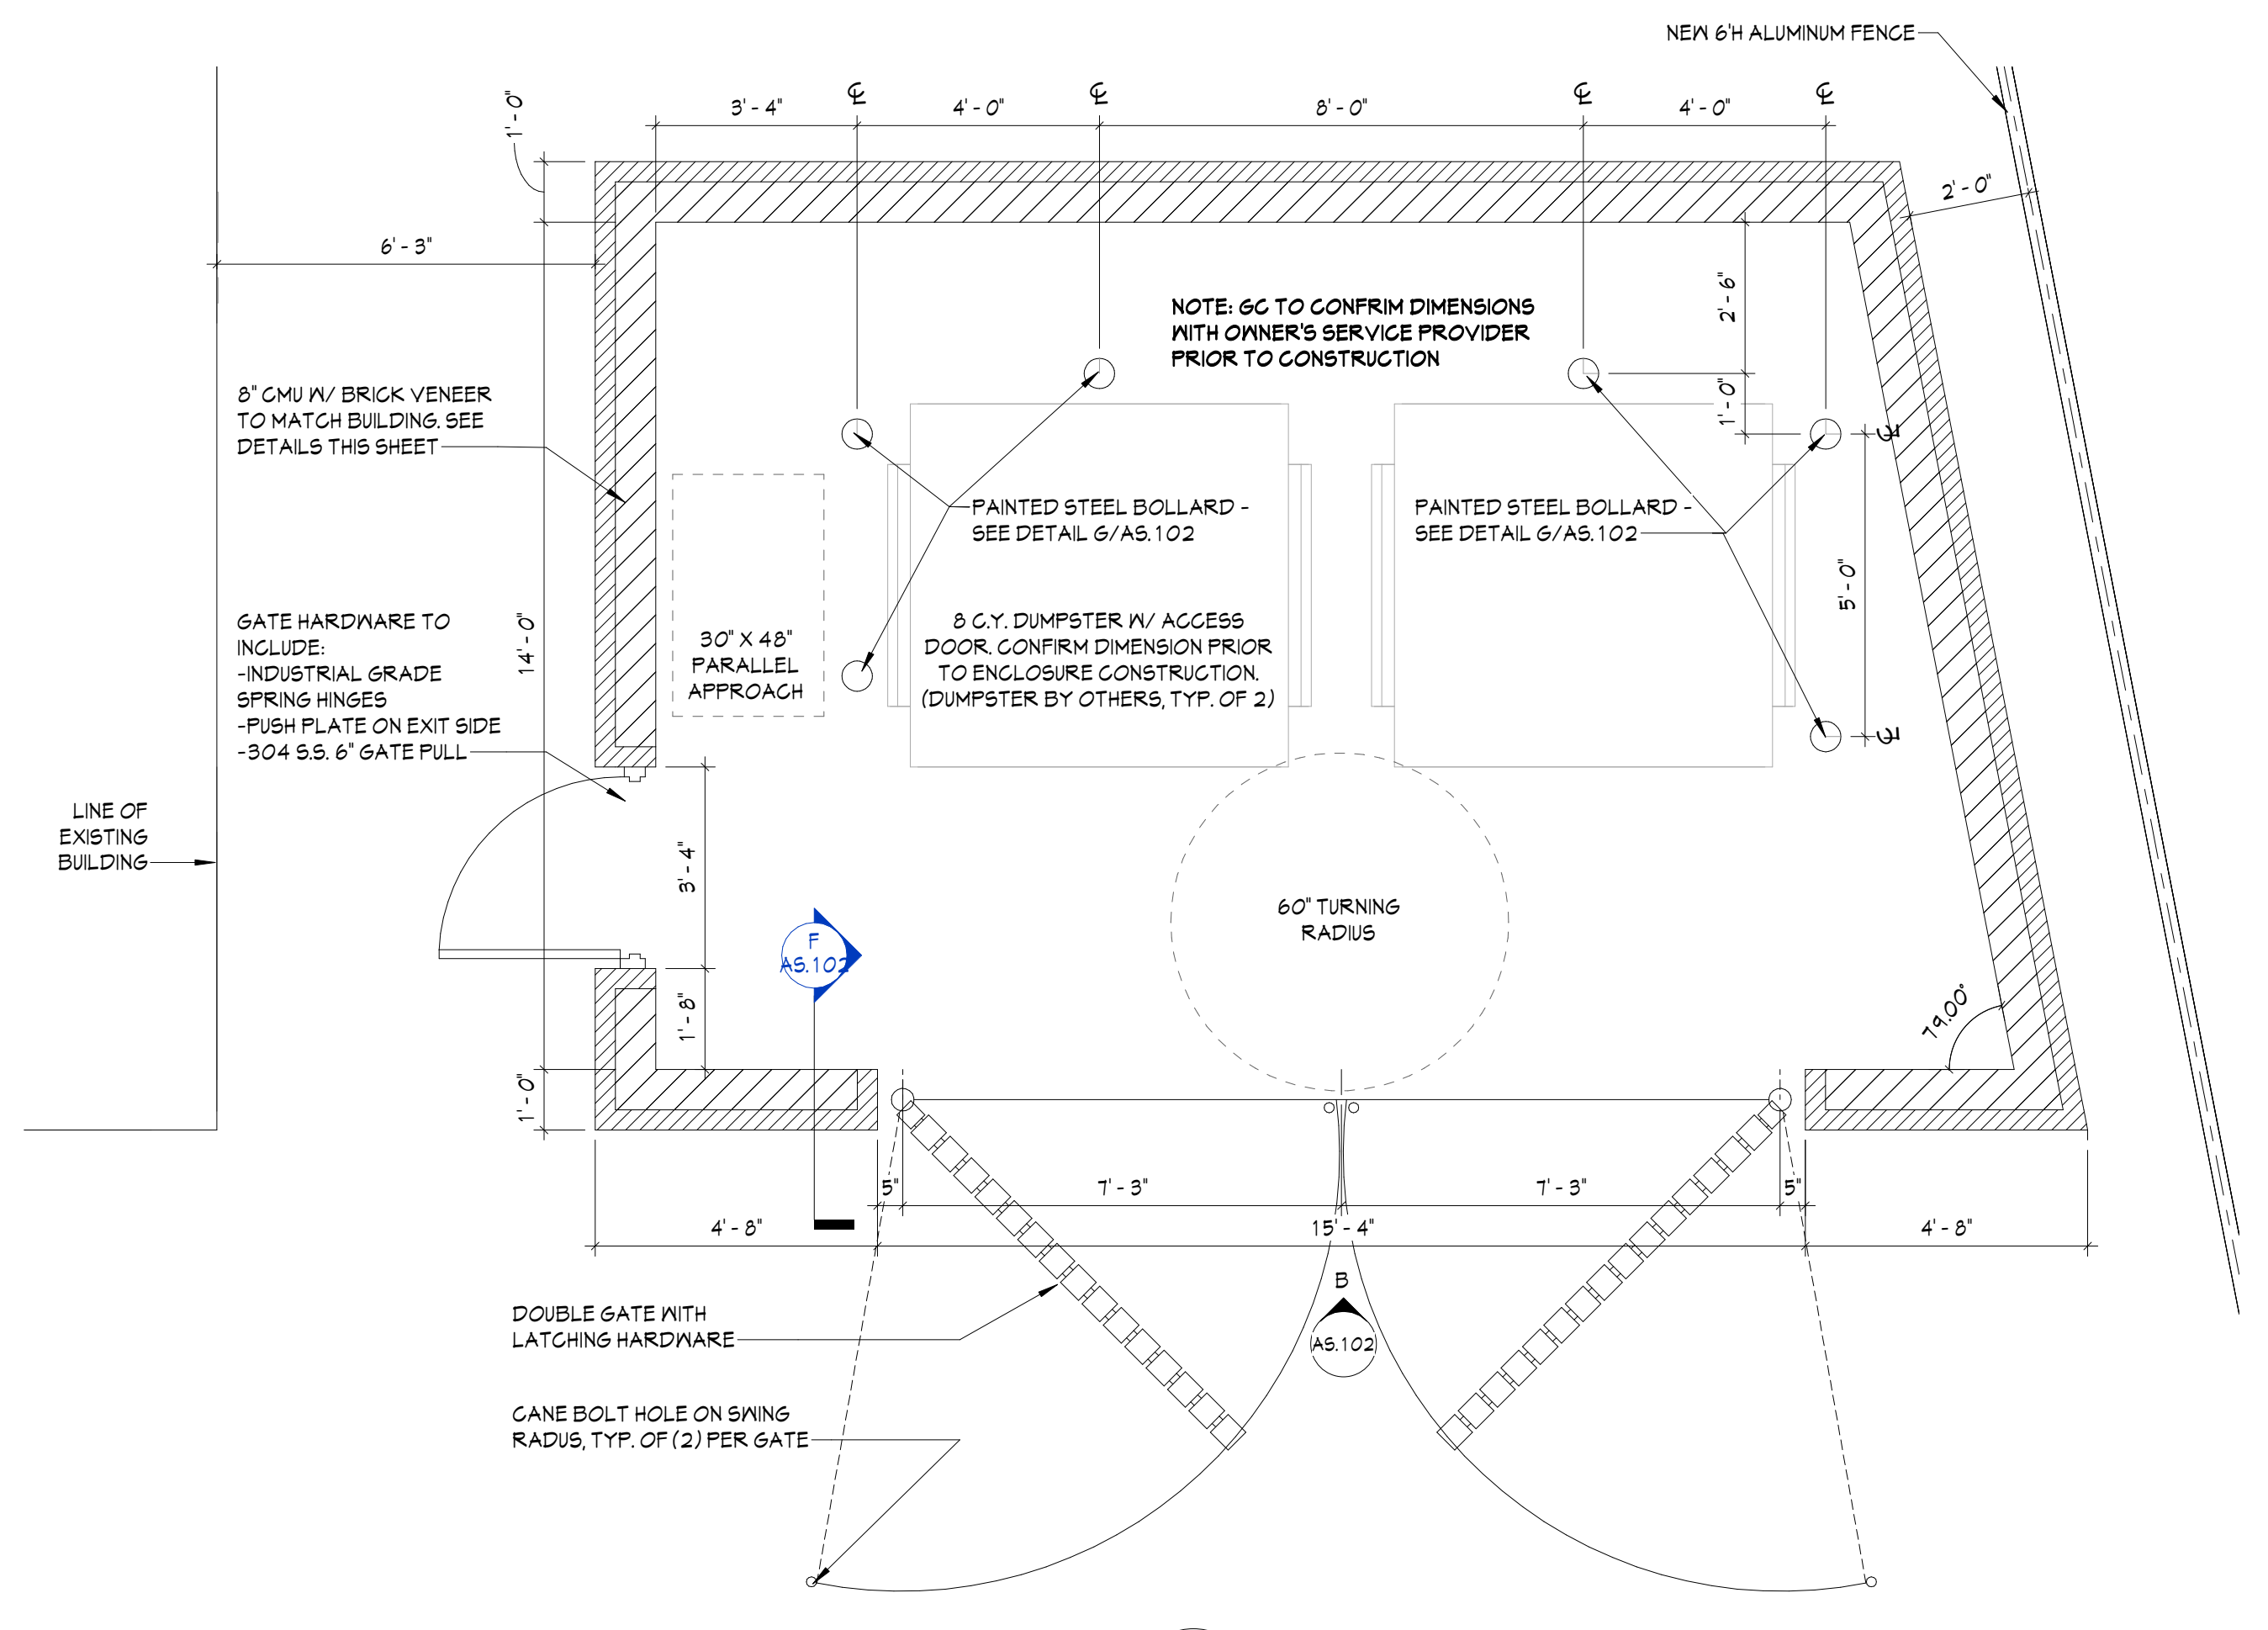 NEW 6'H ALUMINUM FENCE
1' - 0"
3' - 4"
℄
4' - 0"
℄
8' - 0"
℄
4' - 0"
℄
2' - 0"
6' - 3"
NOTE: GC TO CONFRIM DIMENSIONS
WITH OWNER'S SERVICE PROVIDER
PRIOR TO CONSTRUCTION
2' - 6"
1' - 0"
8" CMU W/ BRICK VENEER
TO MATCH BUILDING. SEE
DETAILS THIS SHEET
℄
PAINTED STEEL BOLLARD -
SEE DETAIL G/AS.102
PAINTED STEEL BOLLARD -
SEE DETAIL G/AS.102
5' - 0"
GATE HARDWARE TO
INCLUDE:
-INDUSTRIAL GRADE
SPRING HINGES
-PUSH PLATE ON EXIT SIDE
-304 S.S. 6" GATE PULL
14' - 0"
30" X 48"
PARALLEL
APPROACH
8 C.Y. DUMPSTER W/ ACCESS
DOOR. CONFIRM DIMENSION PRIOR
TO ENCLOSURE CONSTRUCTION.
(DUMPSTER BY OTHERS, TYP. OF 2)
℄
LINE OF
EXISTING
BUILDING
3' - 4"
60" TURNING
RADIUS
F
AS.102
1' - 8"
79.00°
1' - 0"
5"
7' - 3"
7' - 3"
5"
4' - 8"
15' - 4"
4' - 8"
B
AS.102
DOUBLE GATE WITH
LATCHING HARDWARE
CANE BOLT HOLE ON SWING
RADUS, TYP. OF (2) PER GATE